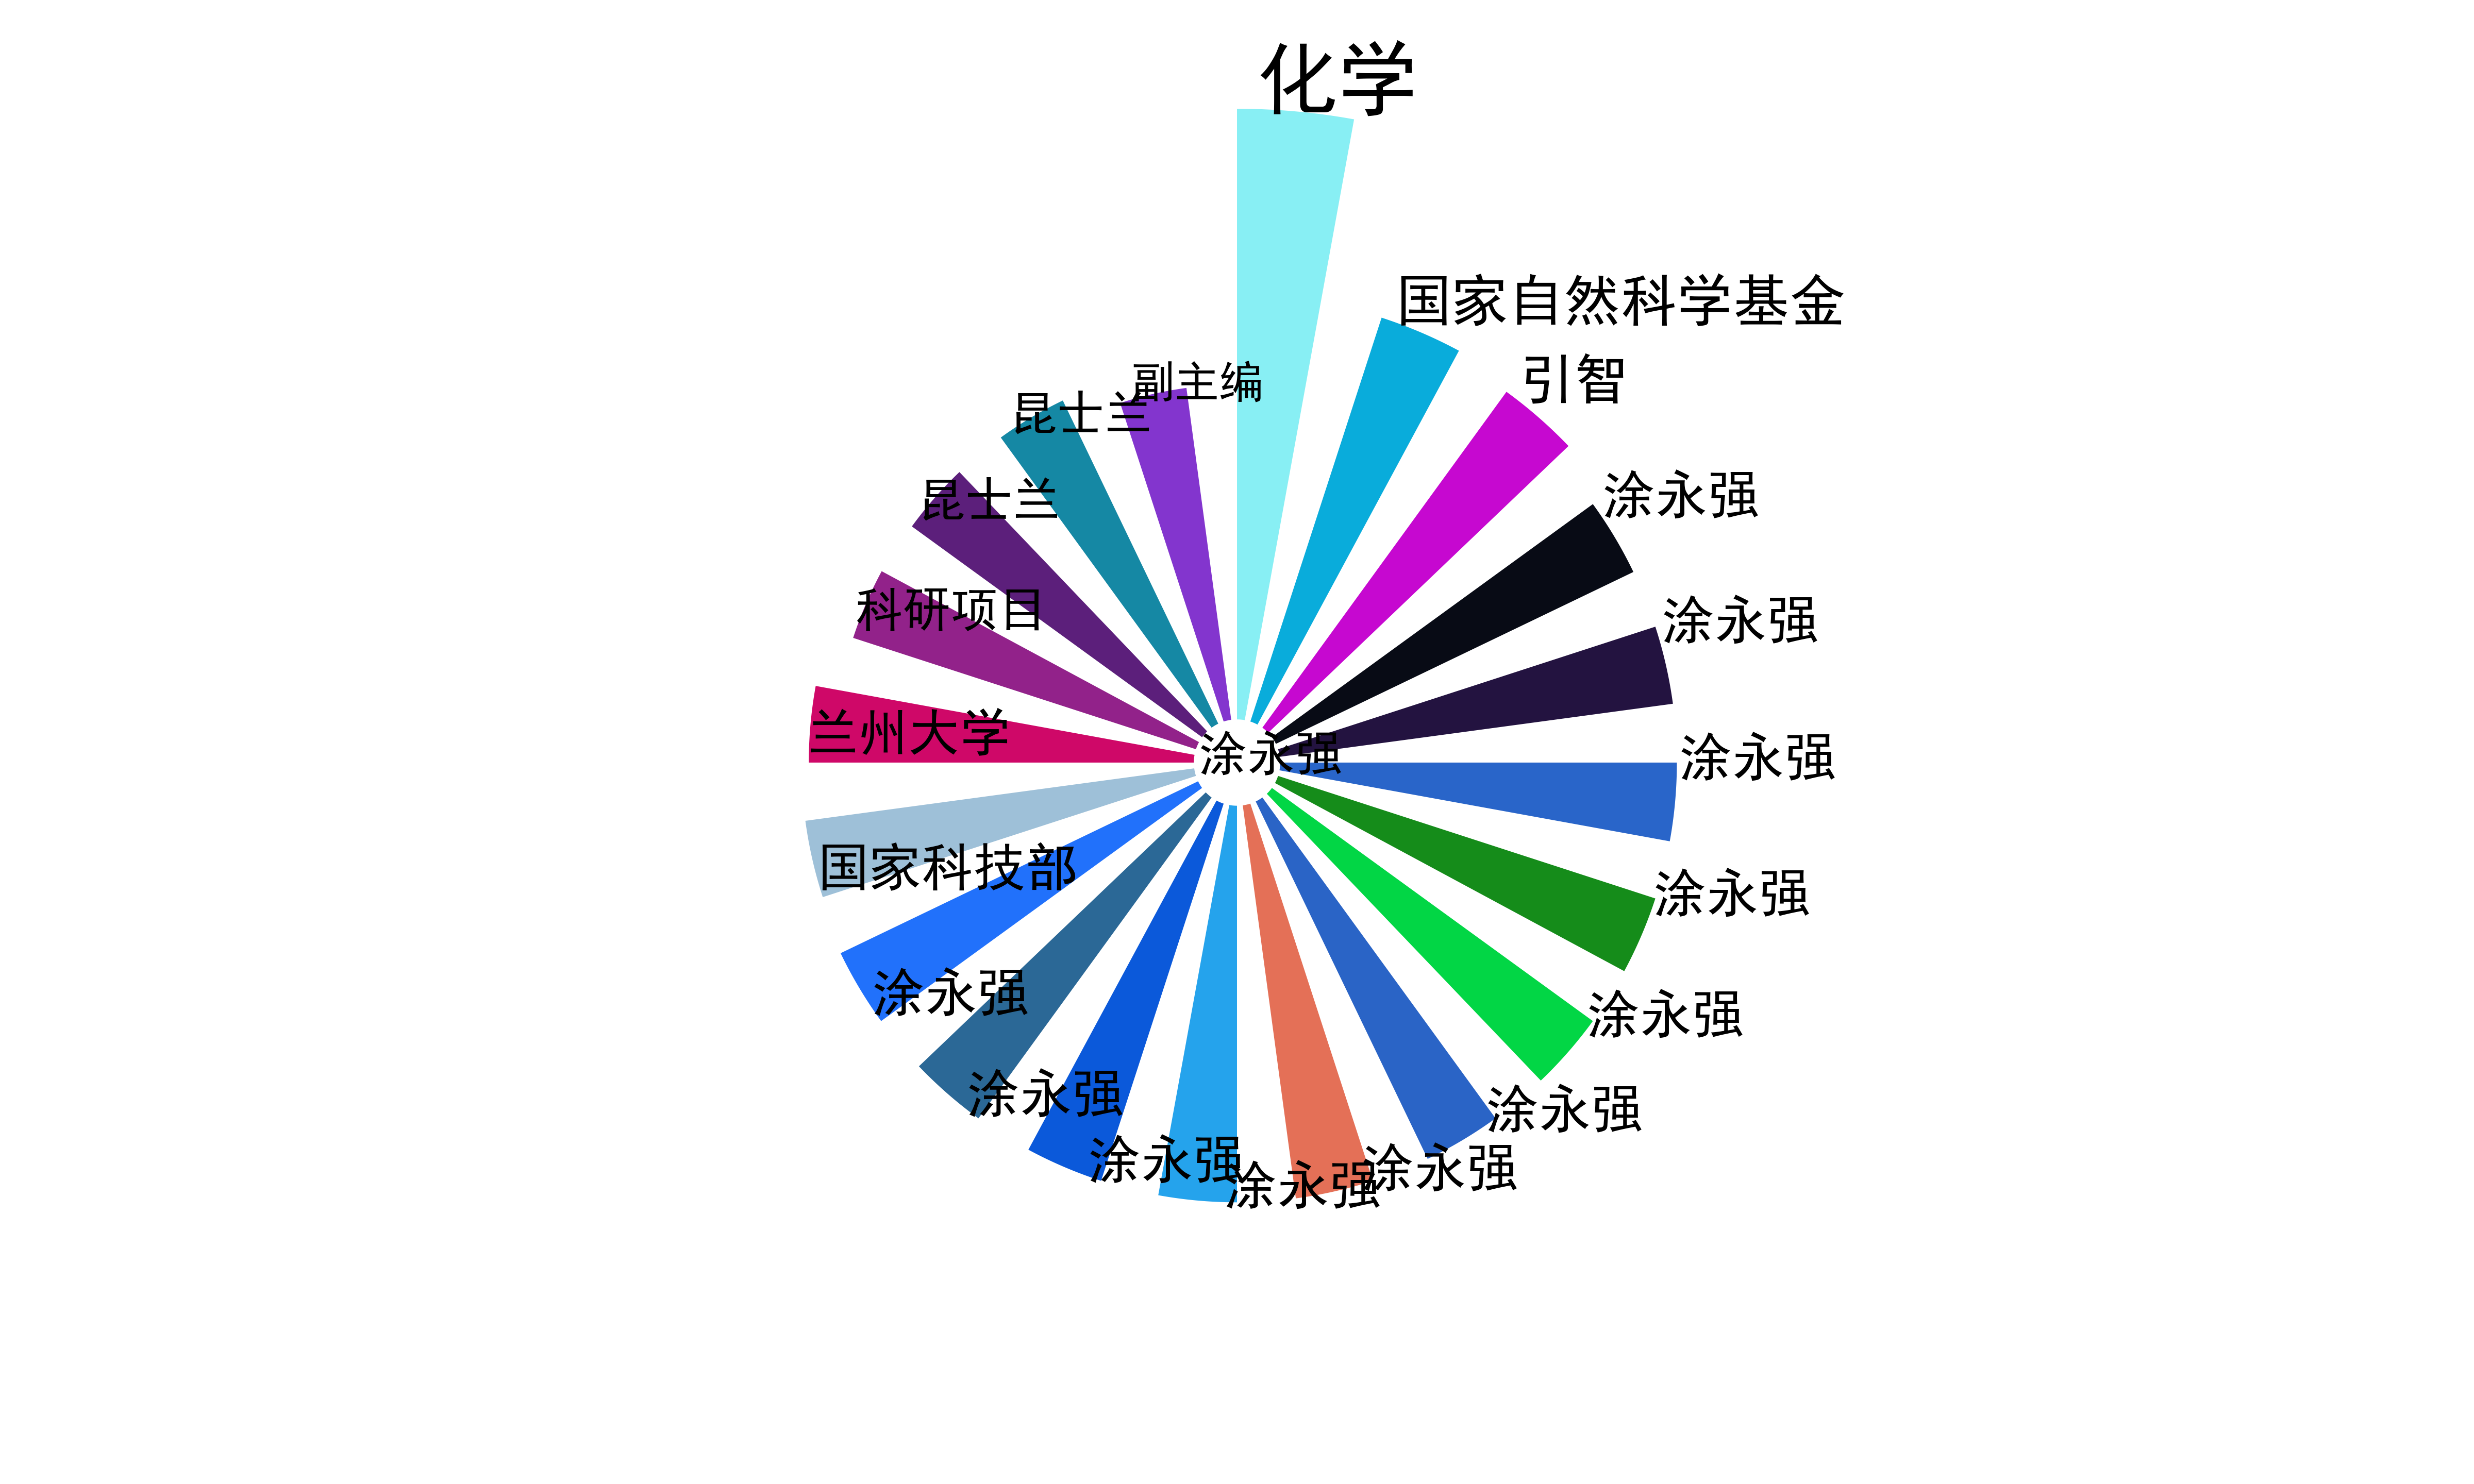 化学
国家自然科学基金
引智
副主编
昆士兰
涂永强
昆士兰
科研项目
涂永强
兰州大学
涂永强
涂永强
国家科技部
涂永强
涂永强
涂永强
涂永强
涂永强
涂永强
涂永强
涂永强